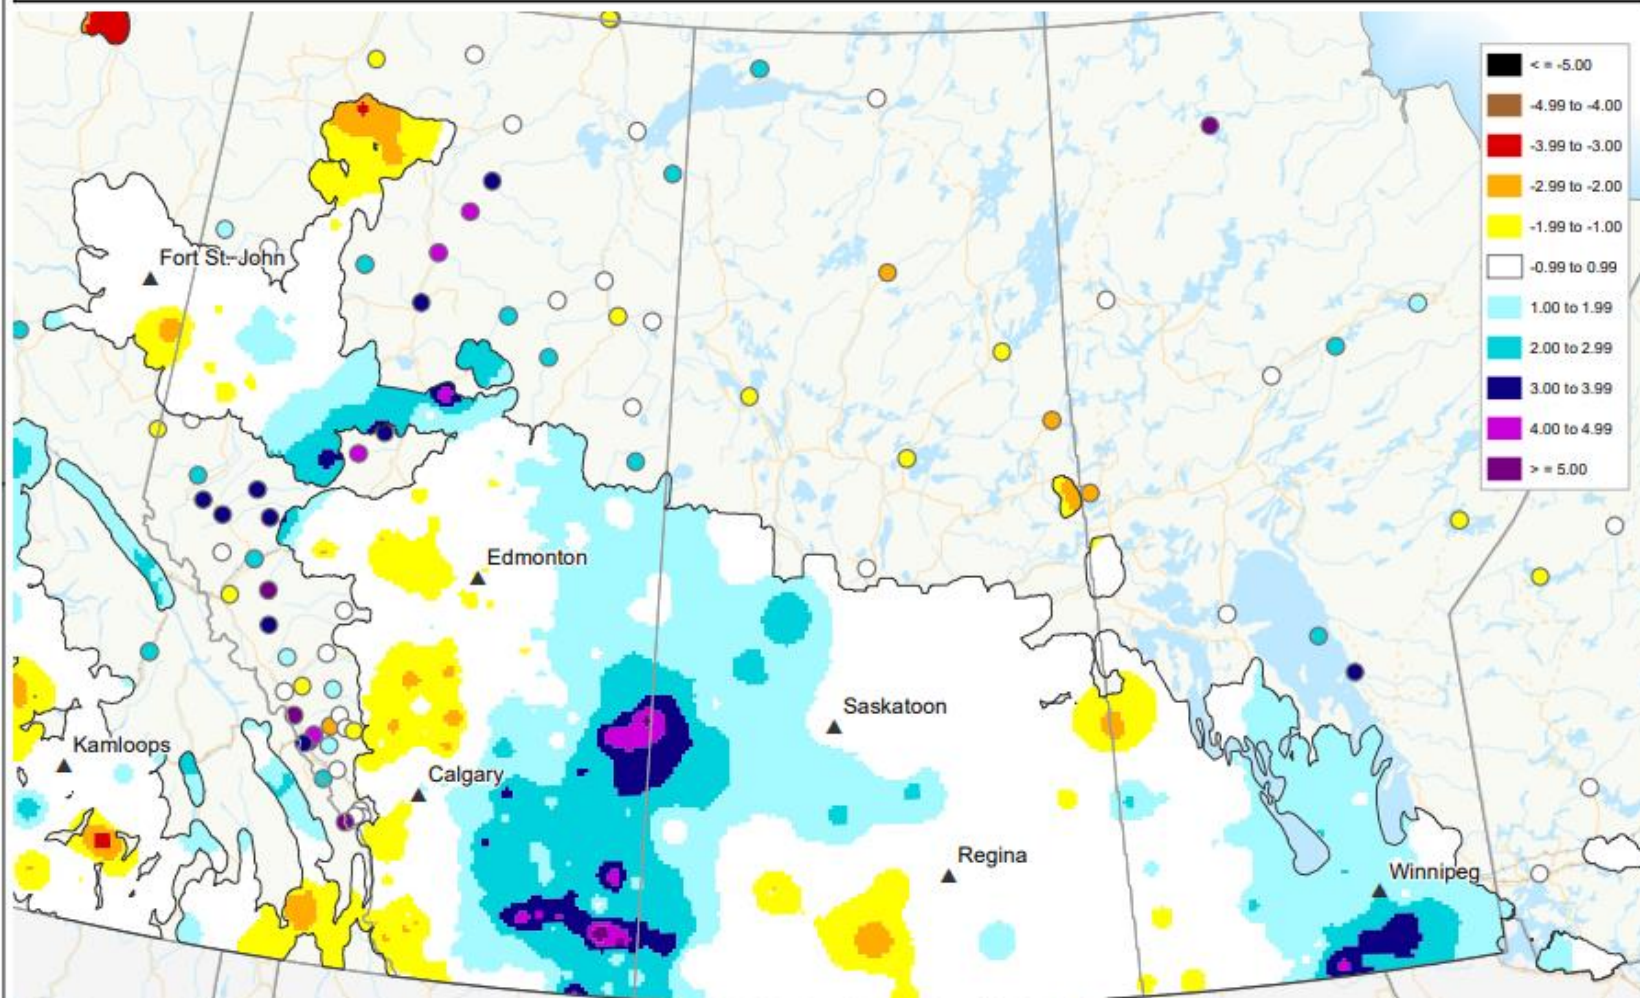 < = -5.00
-4.99 to -4.00
-3.99 to -3.00
-2.99 to -2.00
-1.99 to -1.00
-0.99 to 0.99
1.00 to 1.99
2.00 to 2.99
3.00 to 3.99
4.00 to 4.99
> = 5.00
Fort St. John
Edmonton
Saskatoon
Kamloops
Calgary
Regina
Winnipeg